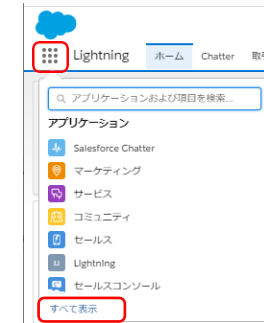 Lightning ホーム Chatter 取引
アプリケーションおよび項目を検索...
アプリケーション
Salesforce Chatter
マーケティング
サービス
コミュニティ
セールス
LI Lightning
セールスコンソール
すべて表示